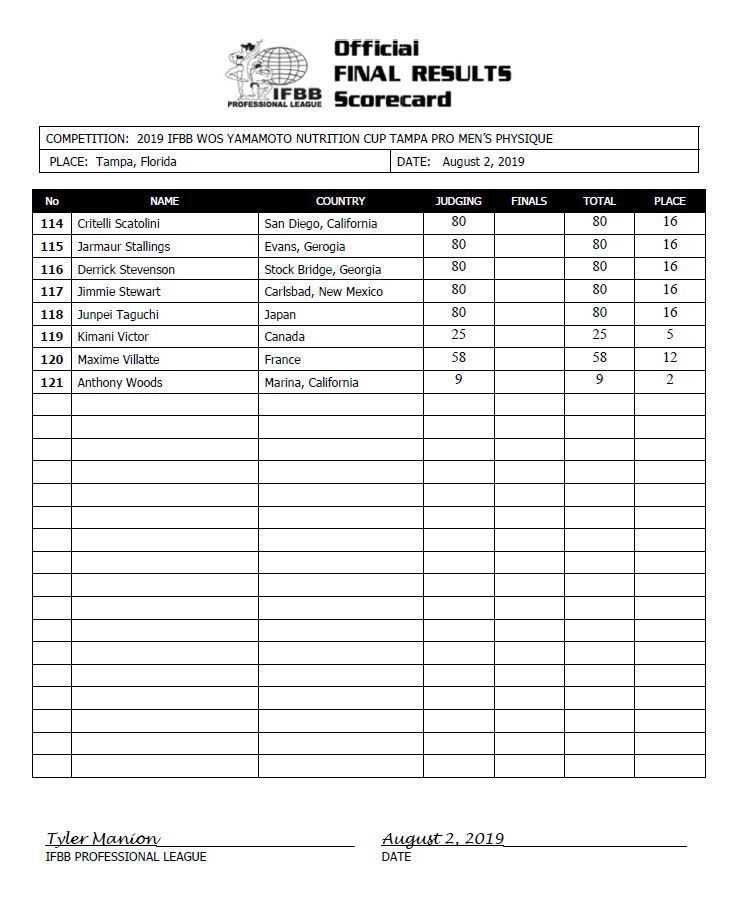 Official
FINAL RESULTS
Scorecard
IFBB
PROFESSIONAL LEAGUE
COMPETITION: 2019 IFBB WOS YAMAMOTO NUTRITION CUP TAMPA PRO MEN'S PHYSIQUE
PLACE: Tampa, Florida DATE: August 2, 2019
No NAME COUNTRY JUDGING FINALS TOTAL PLACE
114 Critelli Scatolini San Diego, California 80 80 16
115 Jarmaur Stallings Evans, Gerogia 80 80 16
116 Derrick Stevenson Stock Bridge, Georgia 80 80 16
117 Jimmie Stewart Carlsbad, New Mexico 80 80 16
118 Junpei Taguchi Japan 80 80 16
119 Kimani Victor Canada 25 25 5
120 Maxime Villatte France 58 58 12
121 Anthony Woods Marina, California 9 9 2
Tyler Manion August 2, 2019
IFBB PROFESSIONAL LEAGUE DATE